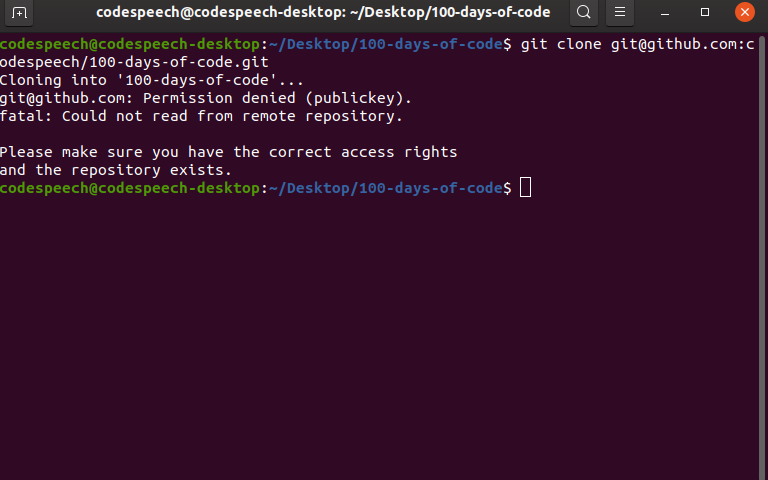 codespeech@codespeech-desktop: ~/Desktop/100-days-of-code
codespeech@codespeech-desktop:~/Desktop/100-days-of-code$ git clone git@github.com:c
odespeech/100-days-of-code.git
Cloning into '100-days-of-code'...
git@github.com: Permission denied (publickey).
fatal: Could not read from remote repository.

Please make sure you have the correct access rights
and the repository exists.
codespeech@codespeech-desktop:~/Desktop/100-days-of-code$